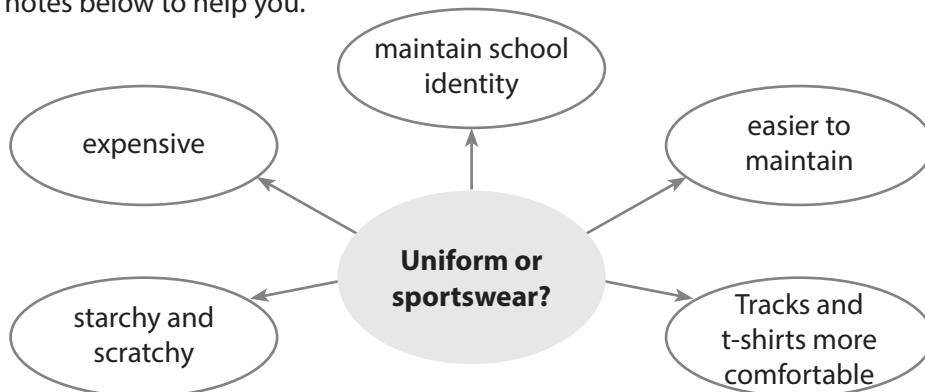 notes below to help you.
maintain school
identity
expensive
easier to
maintain
Uniform or
sportswear?
starchy and
scratchy
Tracks and
t-shirts more
comfortable